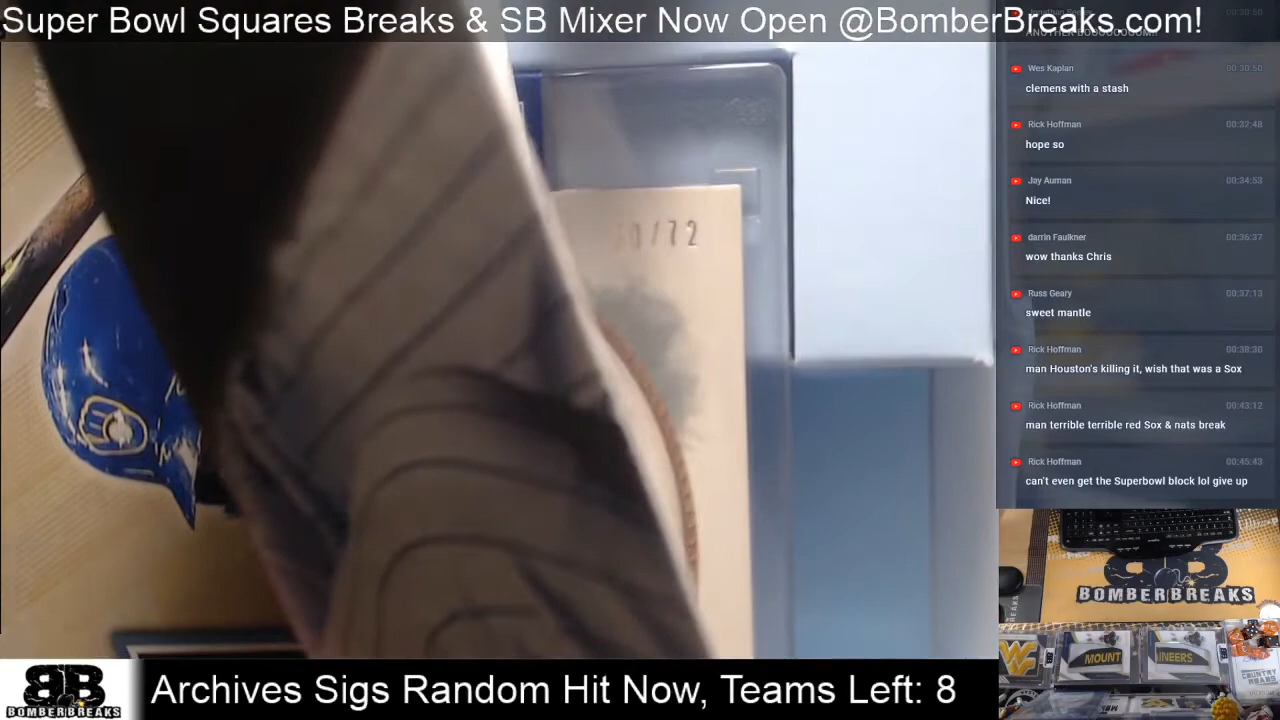 Super Bowl Squares Breaks & SB Mixer Now Open @BomberBreaks.com!
Wes Kaplan 00:30:50
clemens with a stash
Rick Hoffman 00:32:48
hope so
Jay Auman 00:34:53
Nice!
darrin Faulkner 00:36:37
wow thanks Chris
Russ Geary 00:37:13
sweet mantle
Rick Hoffman 00:38:30
man Houston's killing it, wish that was a Sox
Rick Hoffman 00:43:12
man terrible terrible red Sox & nats break
Rick Hoffman 00:45:43
can't even get the Superbowl block lol give up
/72
BOMBERBREAKS
MOUNT
AINEERS
BB
BOMBERBREAKS
Archives Sigs Random Hit Now, Teams Left: 8